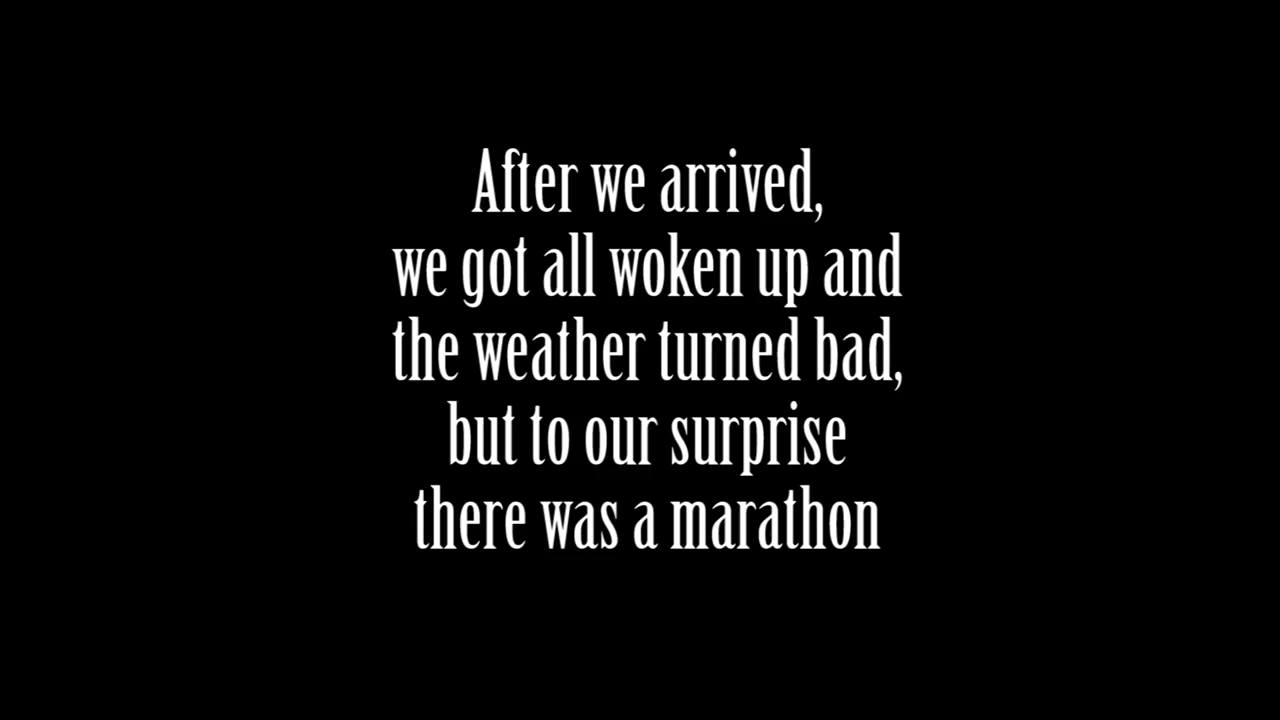 After we arrived,
we got all woken up and
the weather turned bad,
but to our surprise
there was a marathon